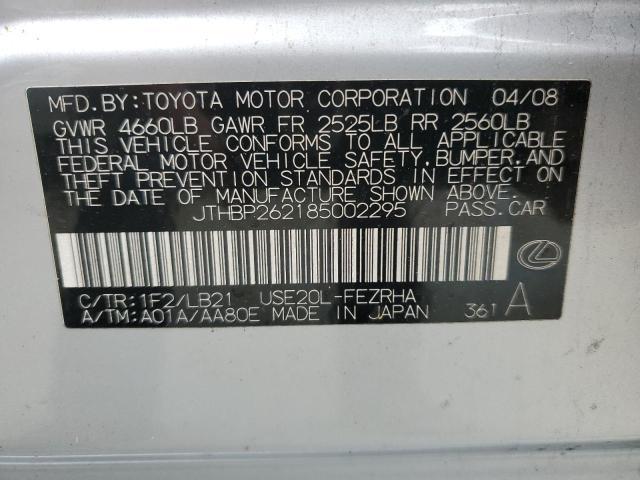 MFD.BY:TOYOTA MOTOR CORPORATION 04/08
GVWR 4660LB GAWR FR 2525LB RR 2560LB
THIS VEHICLE CONFORMS TO ALL APPLICABLE
FEDERAL MOTOR VEHICLE SAFETY,BUMPER,AND
THEFT PREVENTION STANDARDS IN EFFECT ON
THE DATE OF MANUFACTURE SHOWN ABOVE.
JTHBP262185002295 PASS.CAR
C/TR:1F2/LB21 USE20L-FEZRHA
A/TM:A01A/AA80E MADE IN JAPAN 361 A